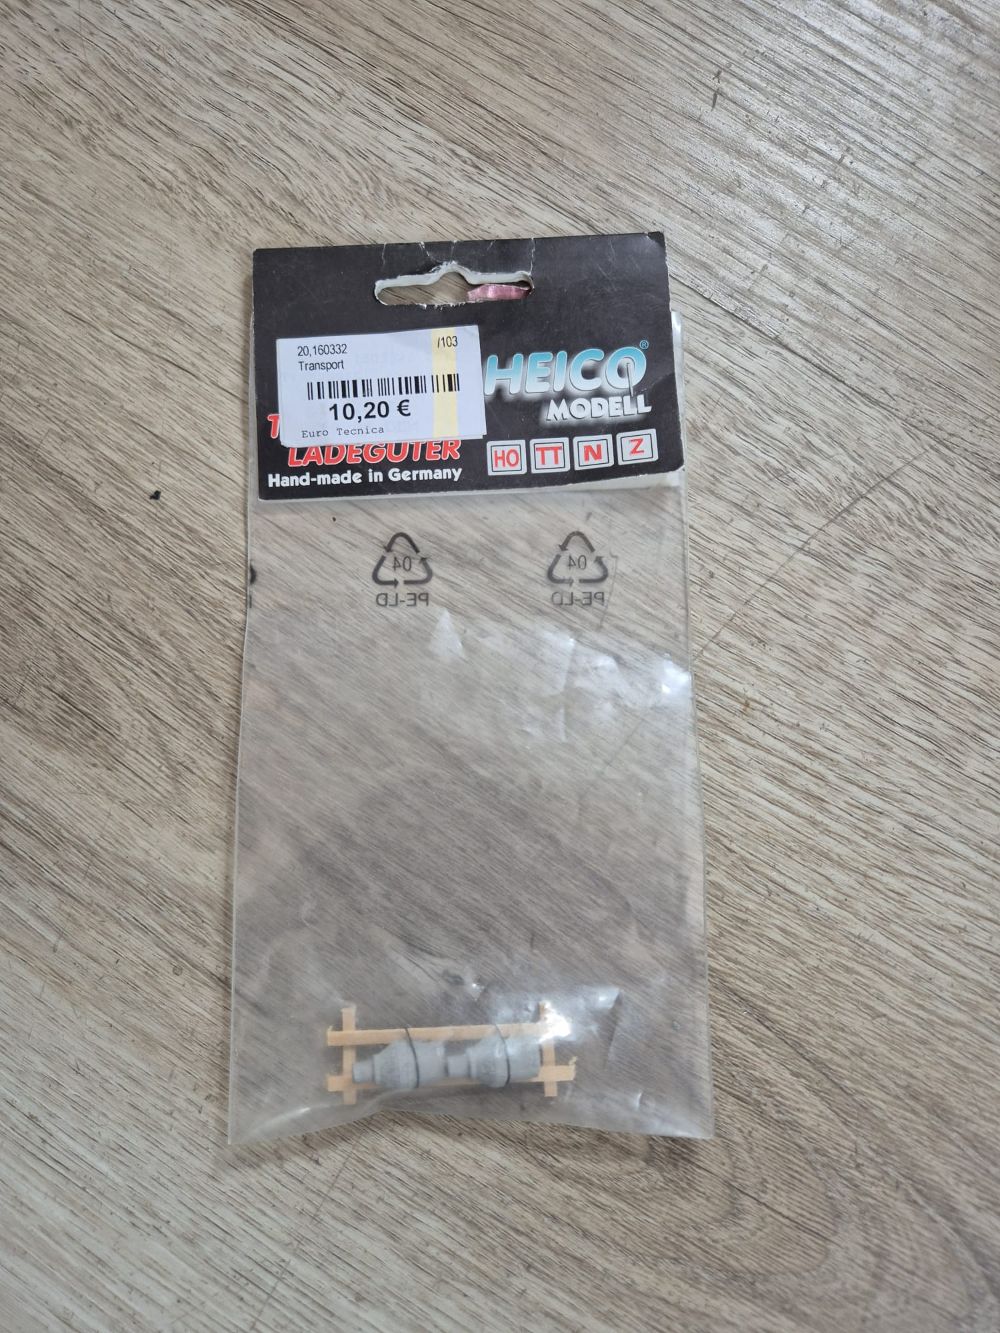 20,160332 /103
Transport
10,20 €
Euro Tecnica
HEICO®
MODELL
LADEGÜTER
Hand-made in Germany
HO TT N Z
04 04
PE-LD PE-LD